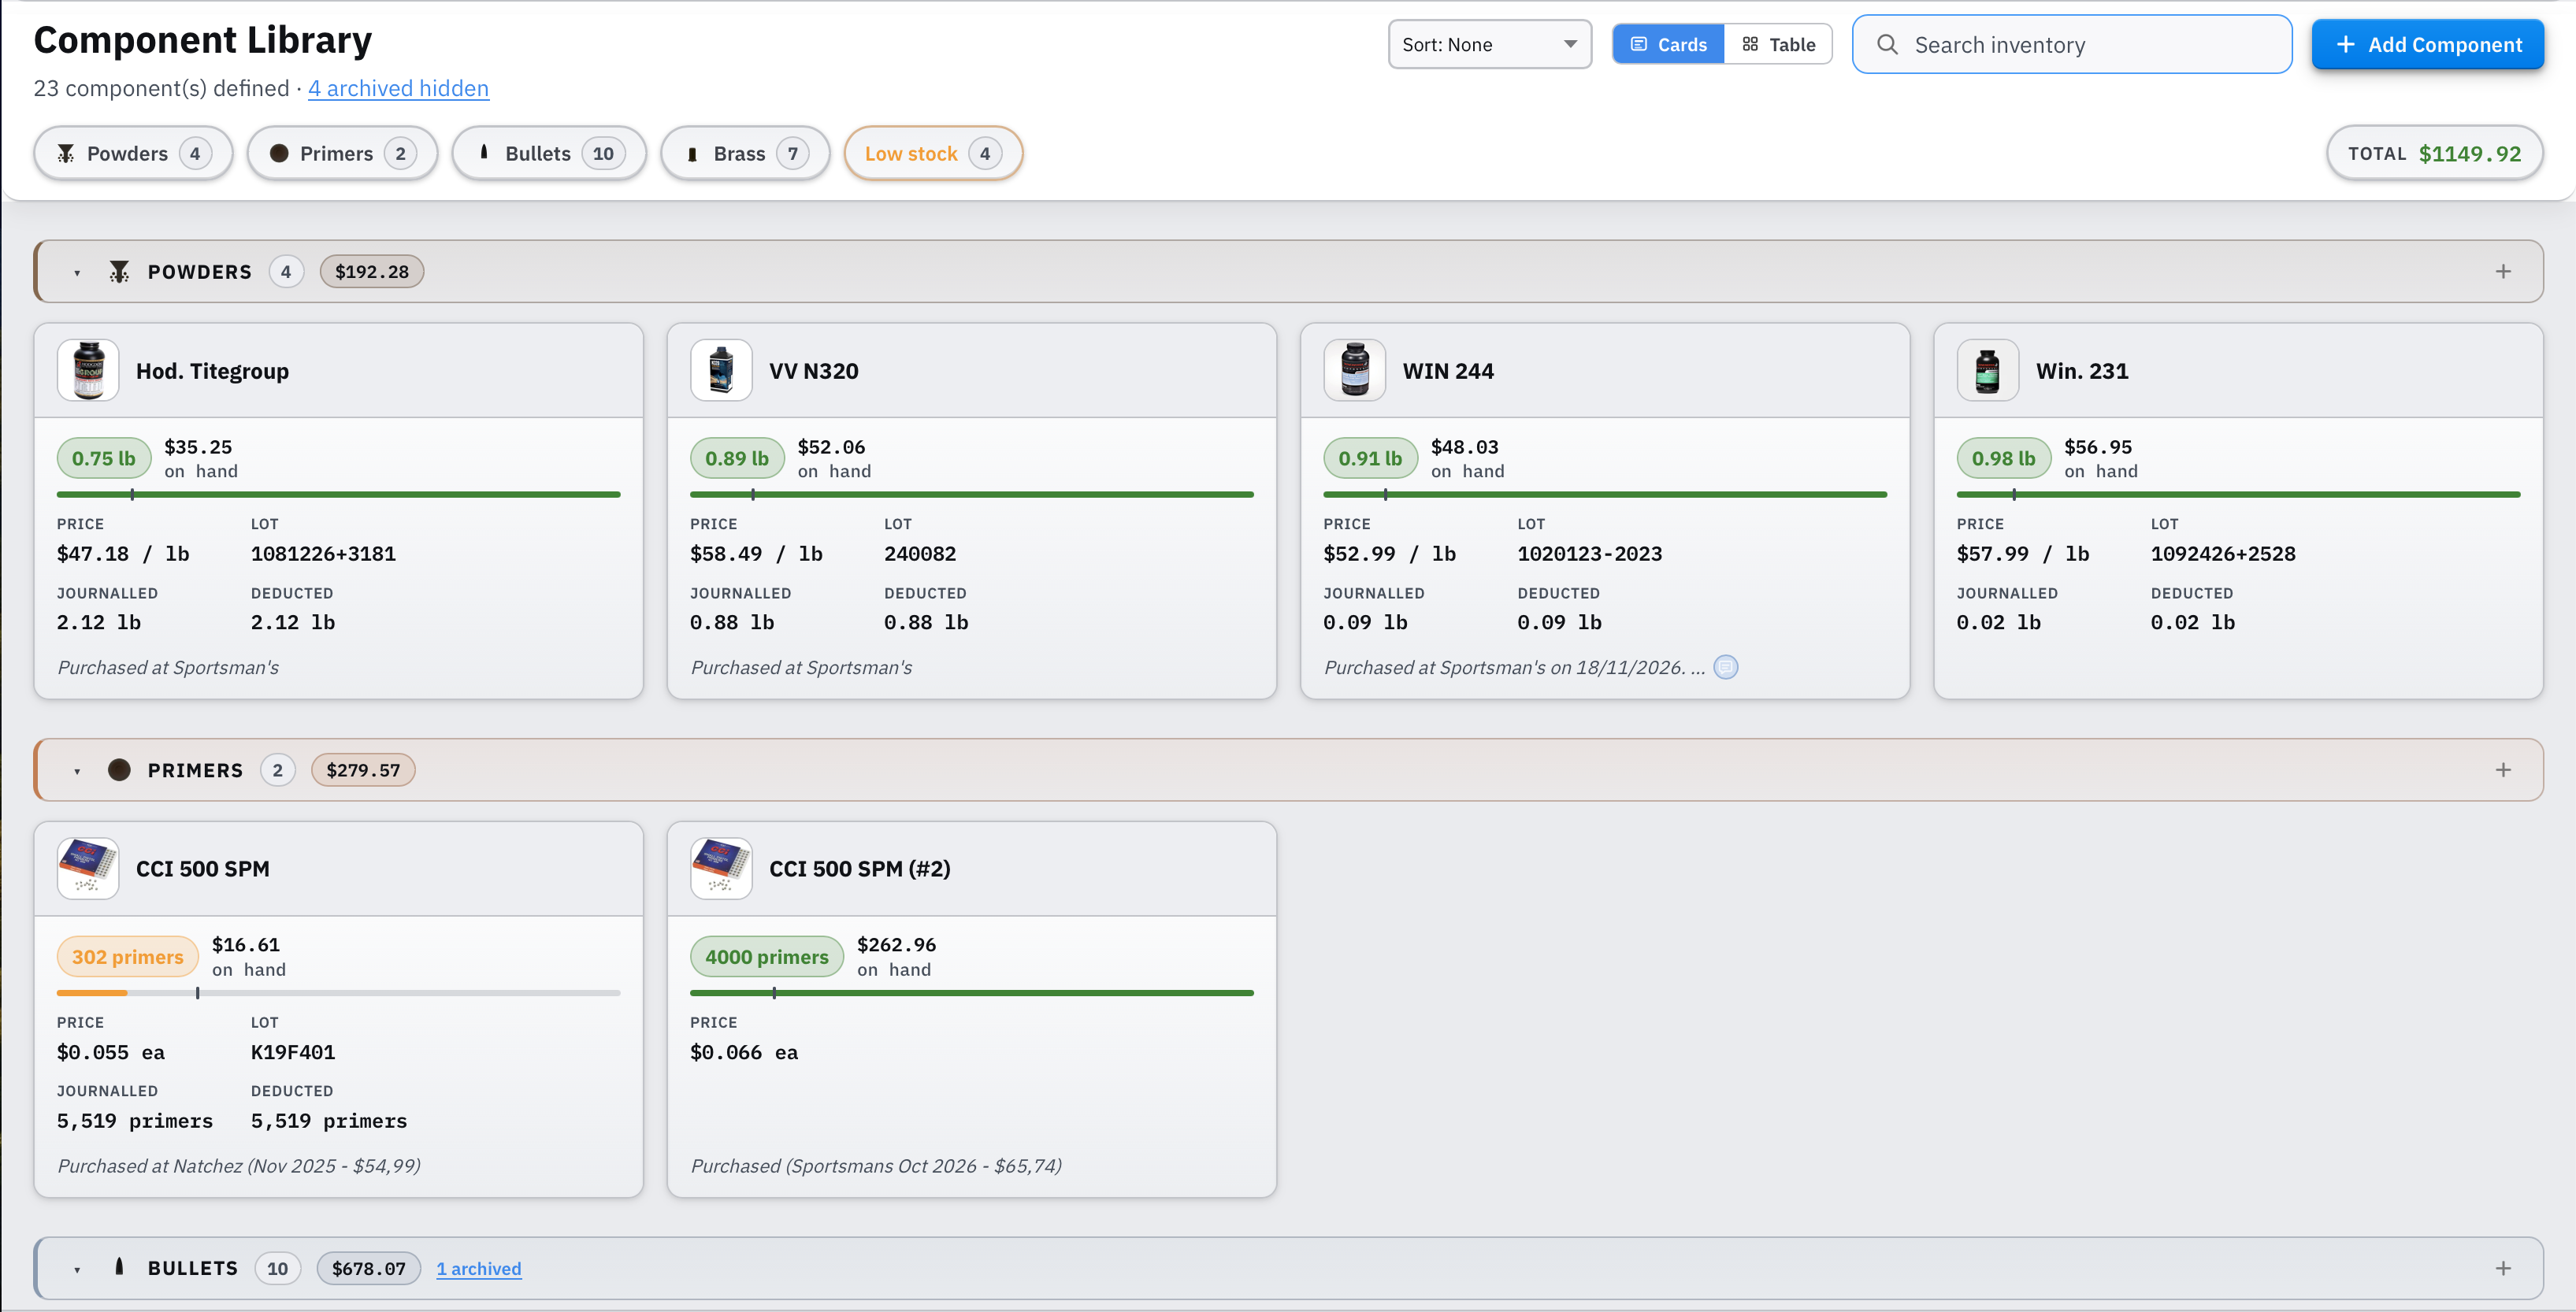 Component Library
Sort: None
Cards
Table
Search inventory
+ Add Component
23 component(s) defined · 4 archived hidden
Powders 4
Primers 2
Bullets 10
Brass 7
Low stock 4
TOTAL $1149.92
POWDERS 4 $192.28
Hod. Titegroup
0.75 lb
$35.25
on hand
PRICE LOT
$47.18 / lb 1081226+3181
JOURNALLED DEDUCTED
2.12 lb 2.12 lb
Purchased at Sportsman's
VV N320
0.89 lb
$52.06
on hand
PRICE LOT
$58.49 / lb 240082
JOURNALLED DEDUCTED
0.88 lb 0.88 lb
Purchased at Sportsman's
WIN 244
0.91 lb
$48.03
on hand
PRICE LOT
$52.99 / lb 1020123-2023
JOURNALLED DEDUCTED
0.09 lb 0.09 lb
Purchased at Sportsman's on 18/11/2026. ...
Win. 231
0.98 lb
$56.95
on hand
PRICE LOT
$57.99 / lb 1092426+2528
JOURNALLED DEDUCTED
0.02 lb 0.02 lb
PRIMERS 2 $279.57
CCI 500 SPM
302 primers
$16.61
on hand
PRICE LOT
$0.055 ea K19F401
JOURNALLED DEDUCTED
5,519 primers 5,519 primers
Purchased at Natchez (Nov 2025 - $54,99)
CCI 500 SPM (#2)
4000 primers
$262.96
on hand
PRICE
$0.066 ea
Purchased (Sportsmans Oct 2026 - $65,74)
BULLETS 10 $678.07 1 archived